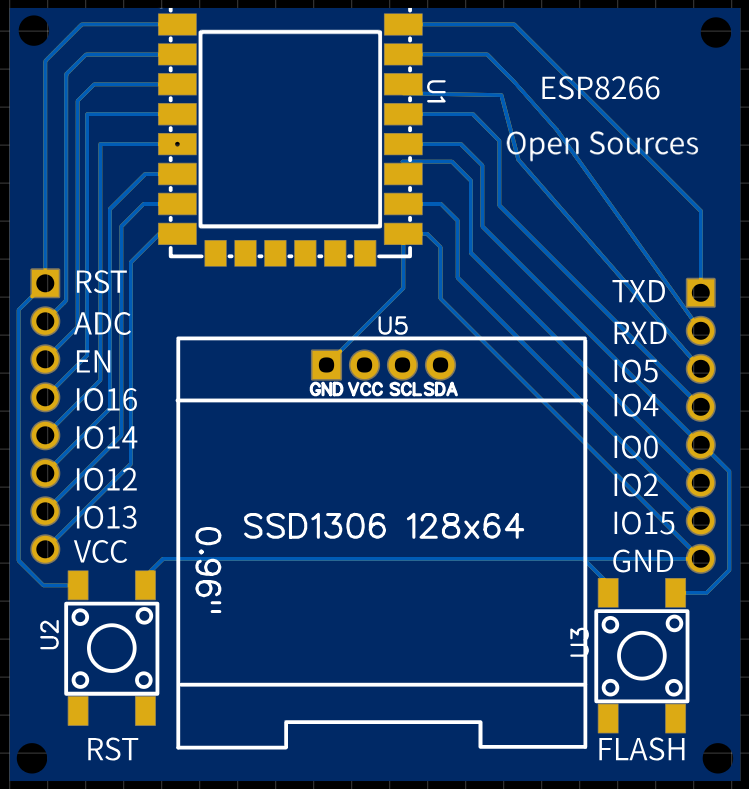 U1
ESP8266
Open Sources
RST
ADC
EN
IO16
IO14
IO12
IO13
VCC
TXD
RXD
IO5
IO4
IO0
IO2
IO15
GND
U5
GND VCC SCL SDA
SSD1306 128x64
0.96"
U2
RST
U3
FLASH